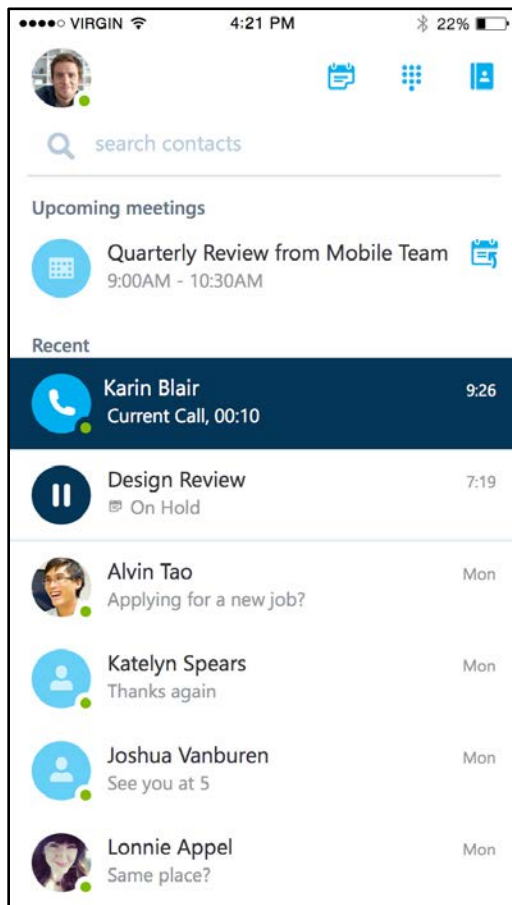 VIRGIN 4:21 PM 22%
search contacts
Upcoming meetings
Quarterly Review from Mobile Team
9:00AM - 10:30AM
Recent
Karin Blair 9:26
Current Call, 00:10
Design Review 7:19
On Hold
Alvin Tao Mon
Applying for a new job?
Katelyn Spears Mon
Thanks again
Joshua Vanburen Mon
See you at 5
Lonnie Appel Mon
Same place?